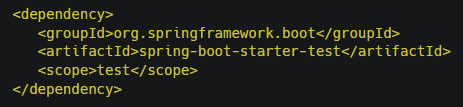 <dependency>
<groupId>org.springframework.boot</groupId>
<artifactId>spring-boot-starter-test</artifactId>
<scope>test</scope>
</dependency>